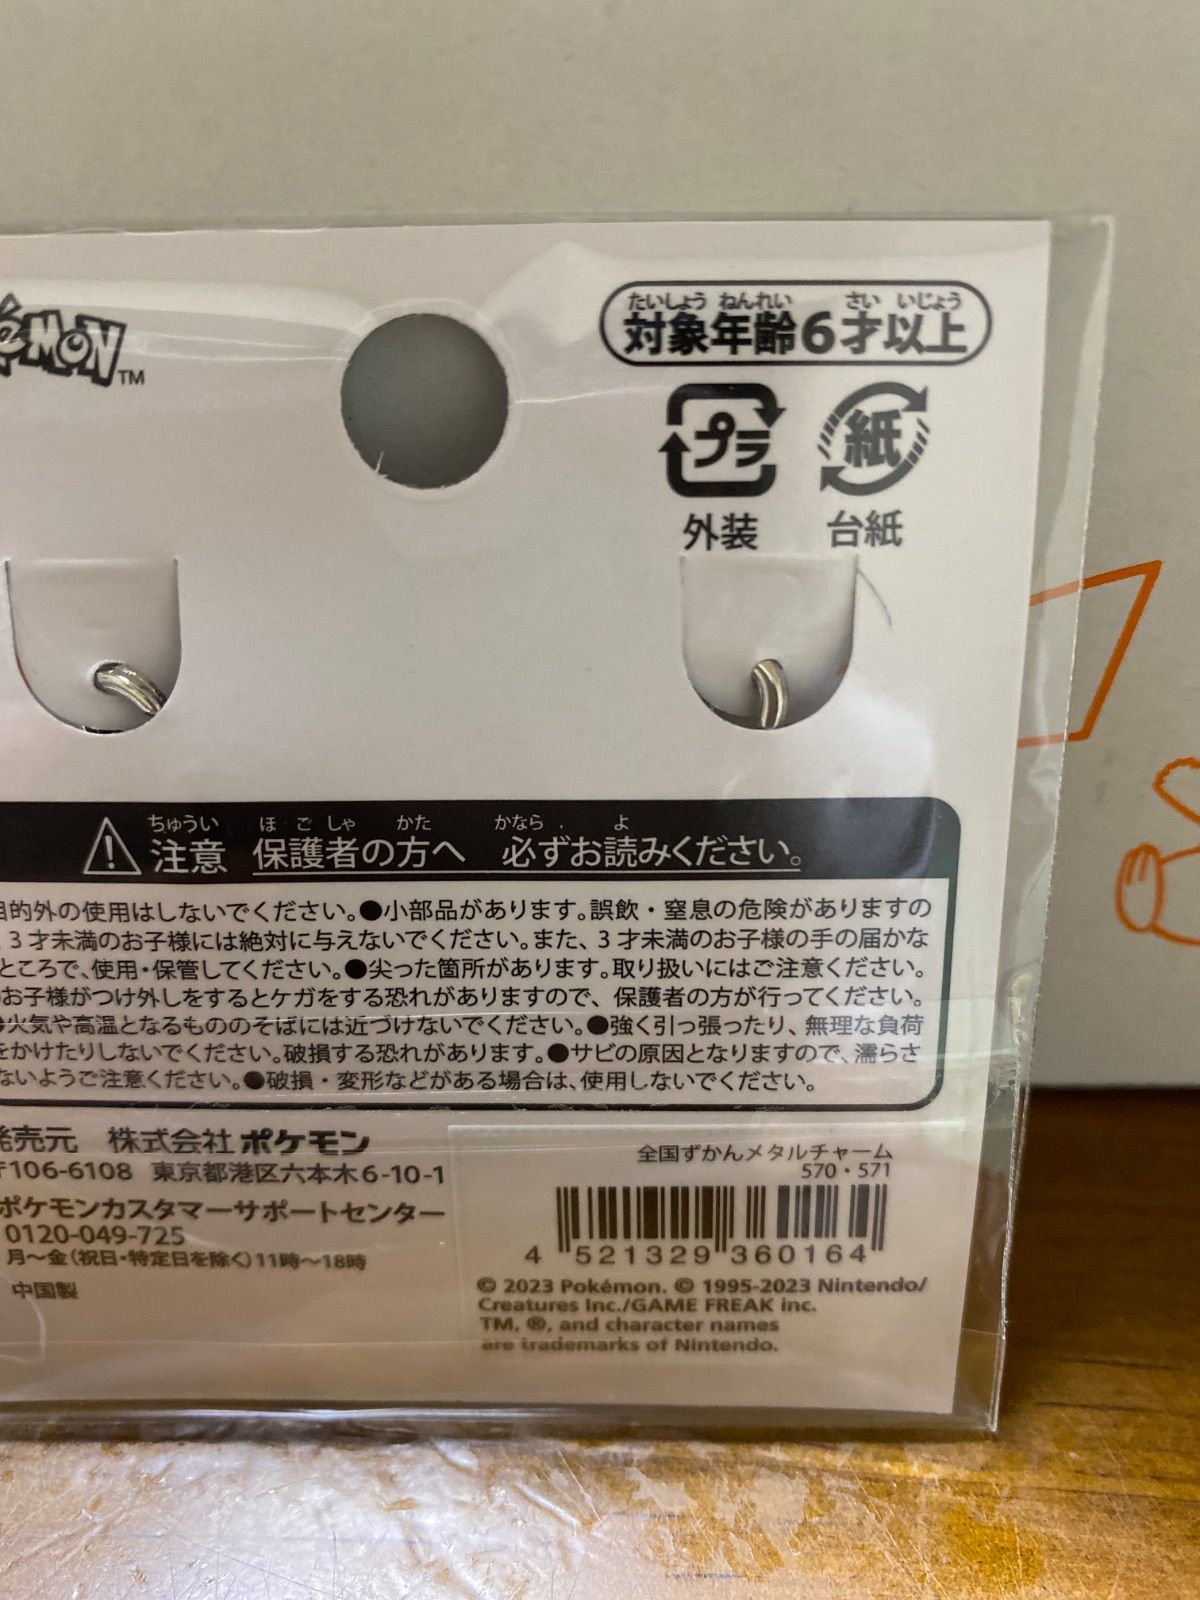 éMON TM
たいしょう ねんれい さい いじょう
対象年齢6才以上
プラ 紙
外装 台紙
ちゅうい ほごしゃ かた かなら よ
注意 保護者の方へ 必ずお読みください。
目的外の使用はしないでください。●小部品があります。誤飲・窒息の危険がありますの
、3才未満のお子様には絶対に与えないでください。また、3才未満のお子様の手の届かな
ところで、使用・保管してください。●尖った箇所があります。取り扱いにはご注意ください。
お子様がつけ外しをするとケガをする恐れがありますので、保護者の方が行ってください。
●火気や高温となるもののそばには近づけないでください。●強く引っ張ったり、無理な負荷
をかけたりしないでください。破損する恐れがあります。●サビの原因となりますので、濡らさ
ないようご注意ください。●破損・変形などがある場合は、使用しないでください。
発売元 株式会社ポケモン
〒106-6108 東京都港区六本木6-10-1
ポケモンカスタマーサポートセンター
0120-049-725
月～金(祝日・特定日を除く)11時～18時
中国製
全国ずかんメタルチャーム
570・571
4 521329 360164
© 2023 Pokémon. © 1995-2023 Nintendo/
Creatures Inc./GAME FREAK inc.
TM, ®, and character names
are trademarks of Nintendo.